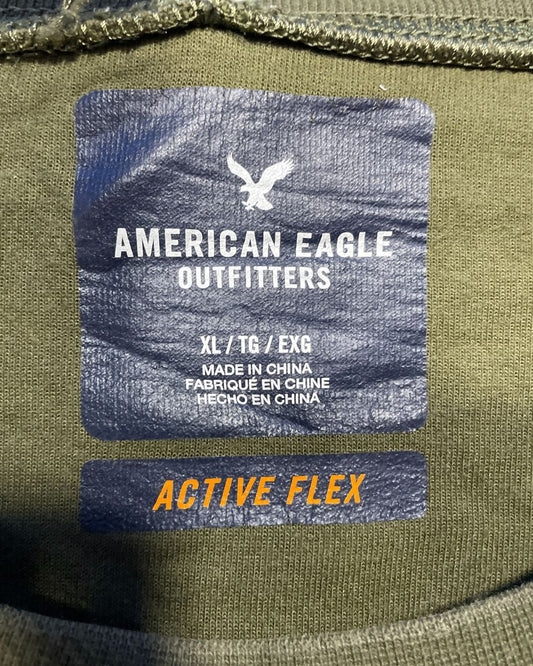 AMERICAN EAGLE
OUTFITTERS
XL / TG / EXG
MADE IN CHINA
FABRIQUÉ EN CHINE
HECHO EN CHINA
ACTIVE FLEX